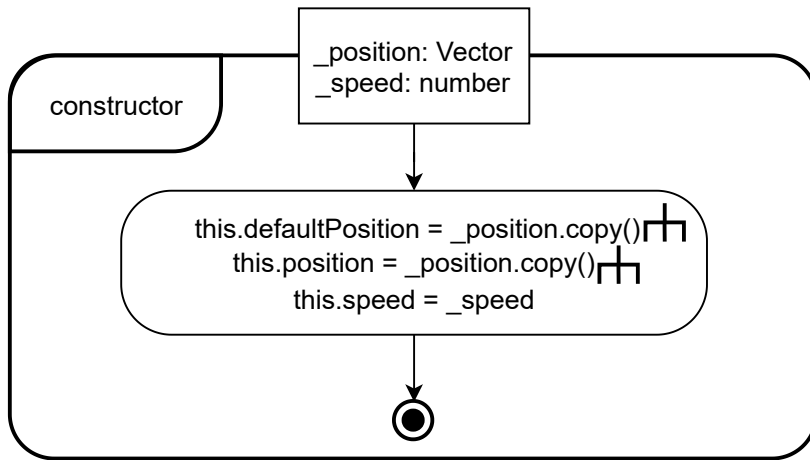 _position: Vector
_speed: number
constructor
this.defaultPosition = _position.copy()
this.position = _position.copy()
this.speed = _speed